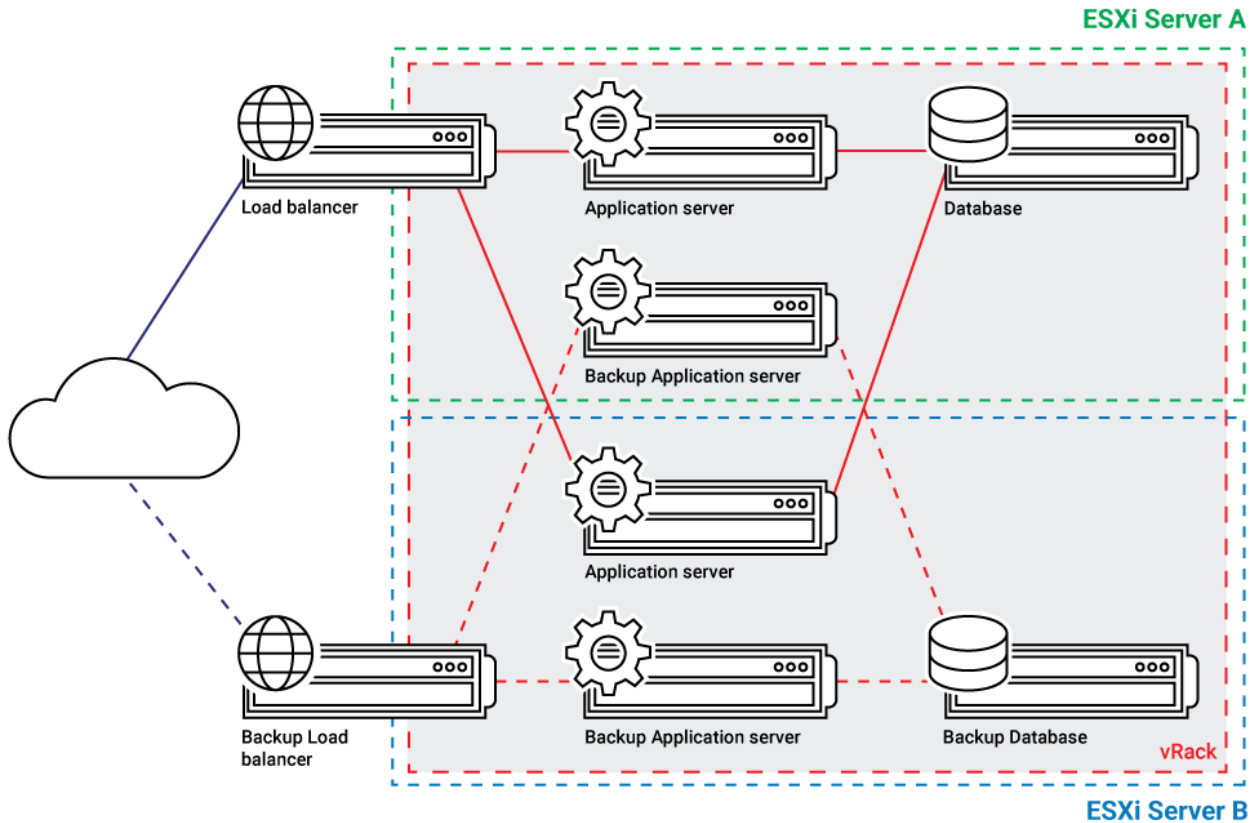 ESXi Server A
Load balancer
Application server
Database
Backup Application server
Application server
Backup Load
balancer
Backup Application server
Backup Database
vRack
ESXi Server B